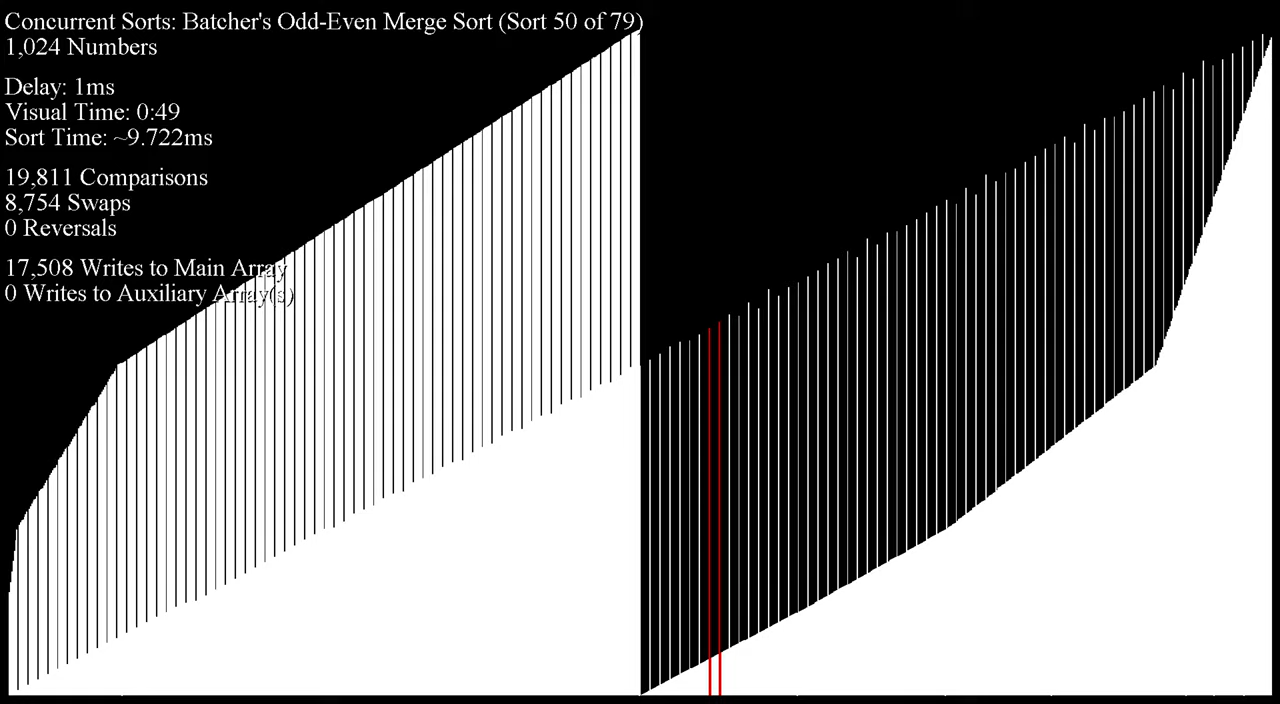 Concurrent Sorts: Batcher's Odd-Even Merge Sort (Sort 50 of 79)
1,024 Numbers
Delay: 1ms
Visual Time: 0:49
Sort Time: ~9.722ms
19,811 Comparisons
8,754 Swaps
0 Reversals
17,508 Writes to Main Array
0 Writes to Auxiliary Array(s)